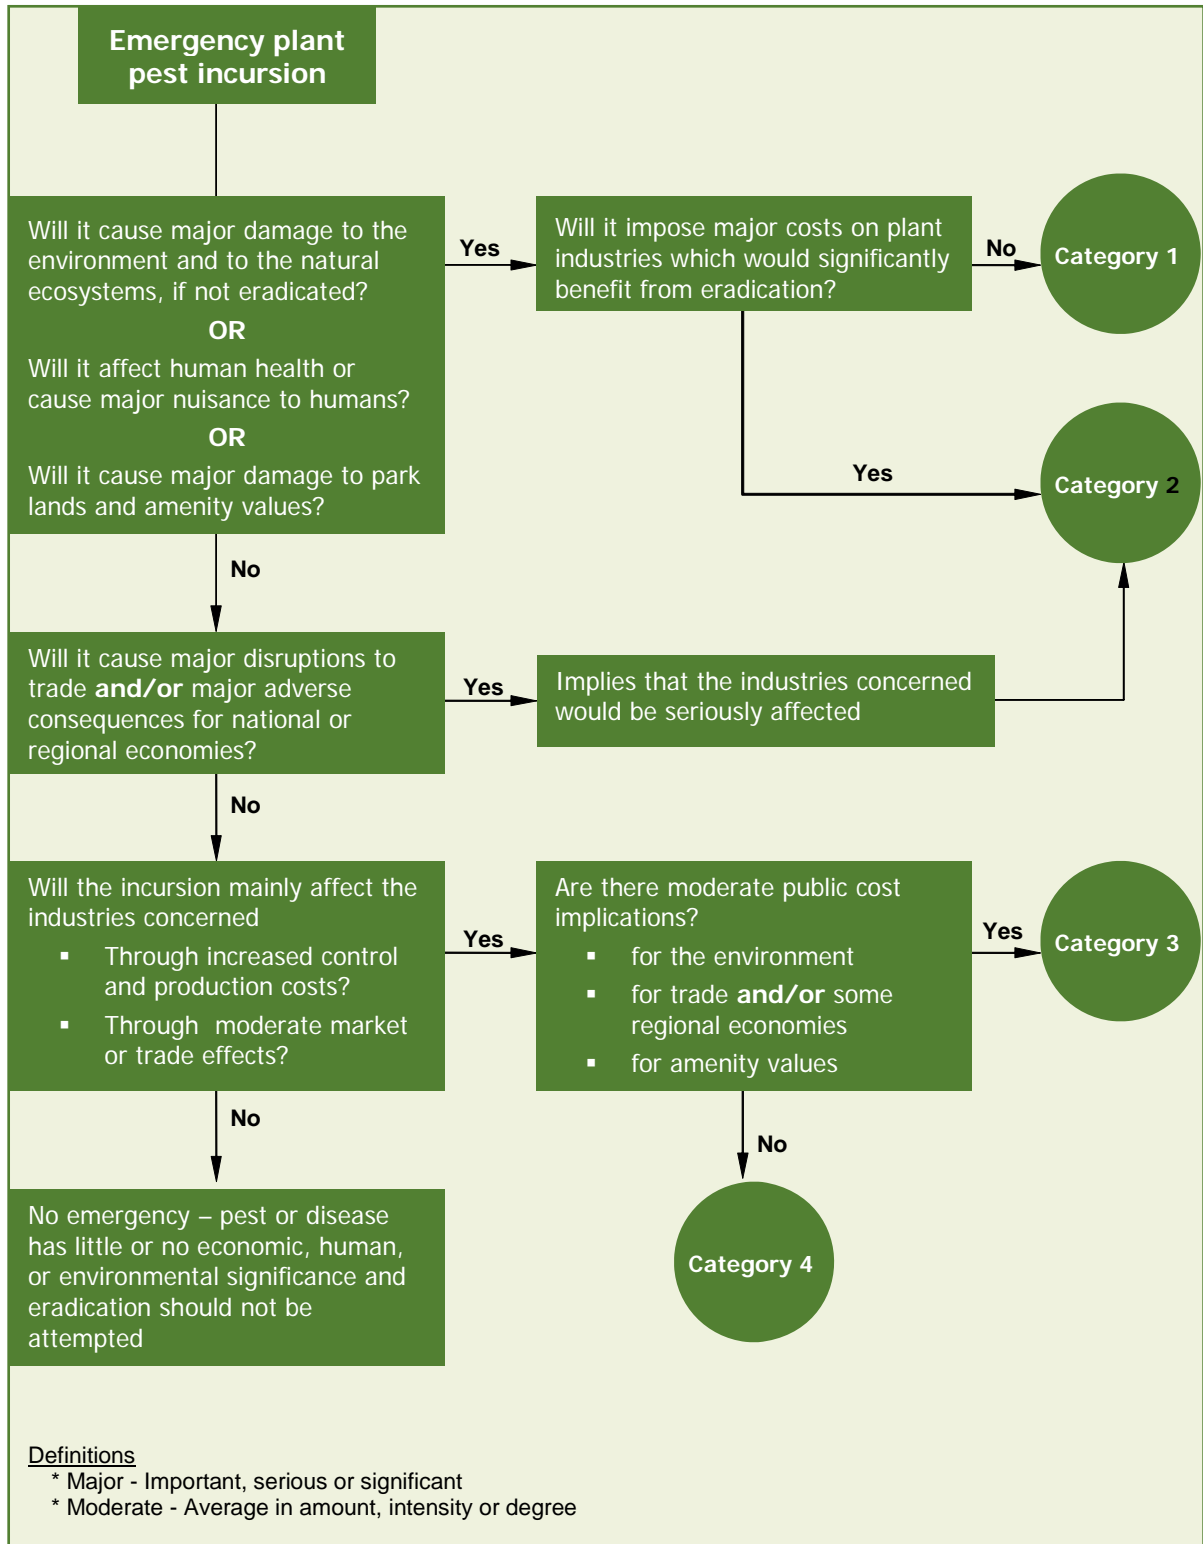 Emergency plant
pest incursion
Will it cause major damage to the
environment and to the natural
ecosystems, if not eradicated?
OR
Will it affect human health or
cause major nuisance to humans?
OR
Will it cause major damage to park
lands and amenity values?
Yes
Will it impose major costs on plant
industries which would significantly
benefit from eradication?
No
Category 1
Yes
Category 2
No
Will it cause major disruptions to
trade and/or major adverse
consequences for national or
regional economies?
Yes
Implies that the industries concerned
would be seriously affected
No
Will the incursion mainly affect the
industries concerned
▪ Through increased control
and production costs?
▪ Through moderate market
or trade effects?
Yes
Are there moderate public cost
implications?
▪ for the environment
▪ for trade and/or some
regional economies
▪ for amenity values
Yes
Category 3
No
No
Category 4
No emergency – pest or disease
has little or no economic, human,
or environmental significance and
eradication should not be
attempted
Definitions
* Major - Important, serious or significant
* Moderate - Average in amount, intensity or degree